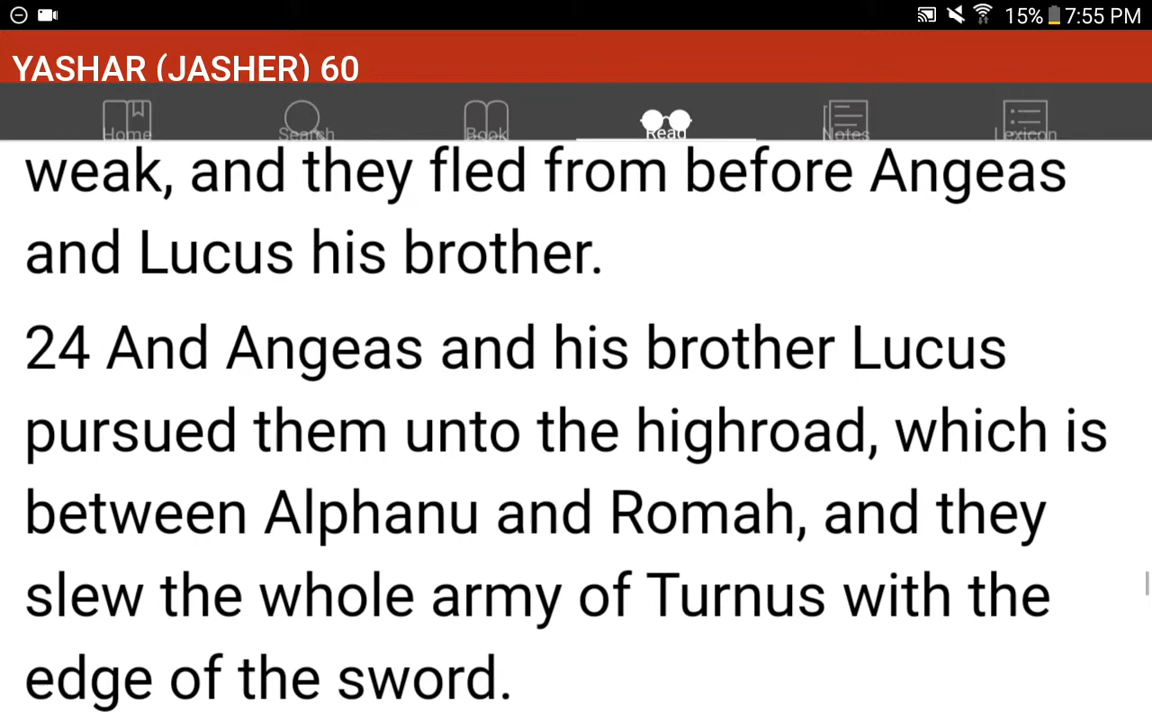 15% 7:55 PM
YASHAR (JASHER) 60
Home Search Book Read Notes Lexicon
weak, and they fled from before Angeas
and Lucus his brother.
24 And Angeas and his brother Lucus
pursued them unto the highroad, which is
between Alphanu and Romah, and they
slew the whole army of Turnus with the
edge of the sword.